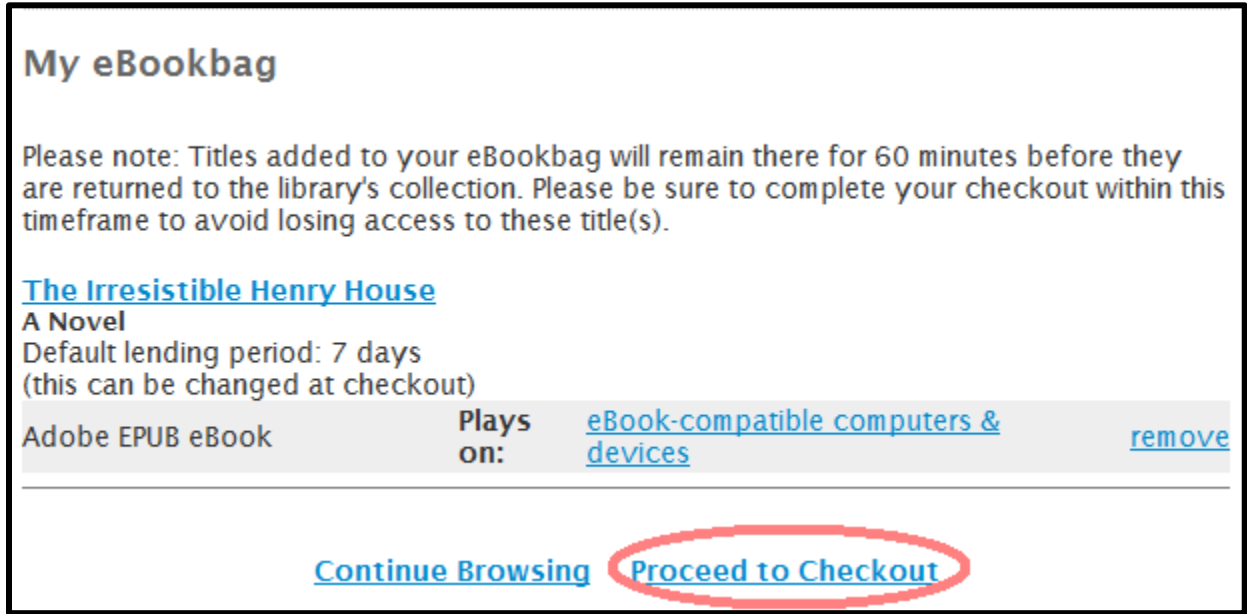 My eBookbag
Please note: Titles added to your eBookbag will remain there for 60 minutes before they
are returned to the library's collection. Please be sure to complete your checkout within this
timeframe to avoid losing access to these title(s).
The Irresistible Henry House
A Novel
Default lending period: 7 days
(this can be changed at checkout)
Adobe EPUB eBook Plays on: eBook-compatible computers & devices remove
Continue Browsing Proceed to Checkout